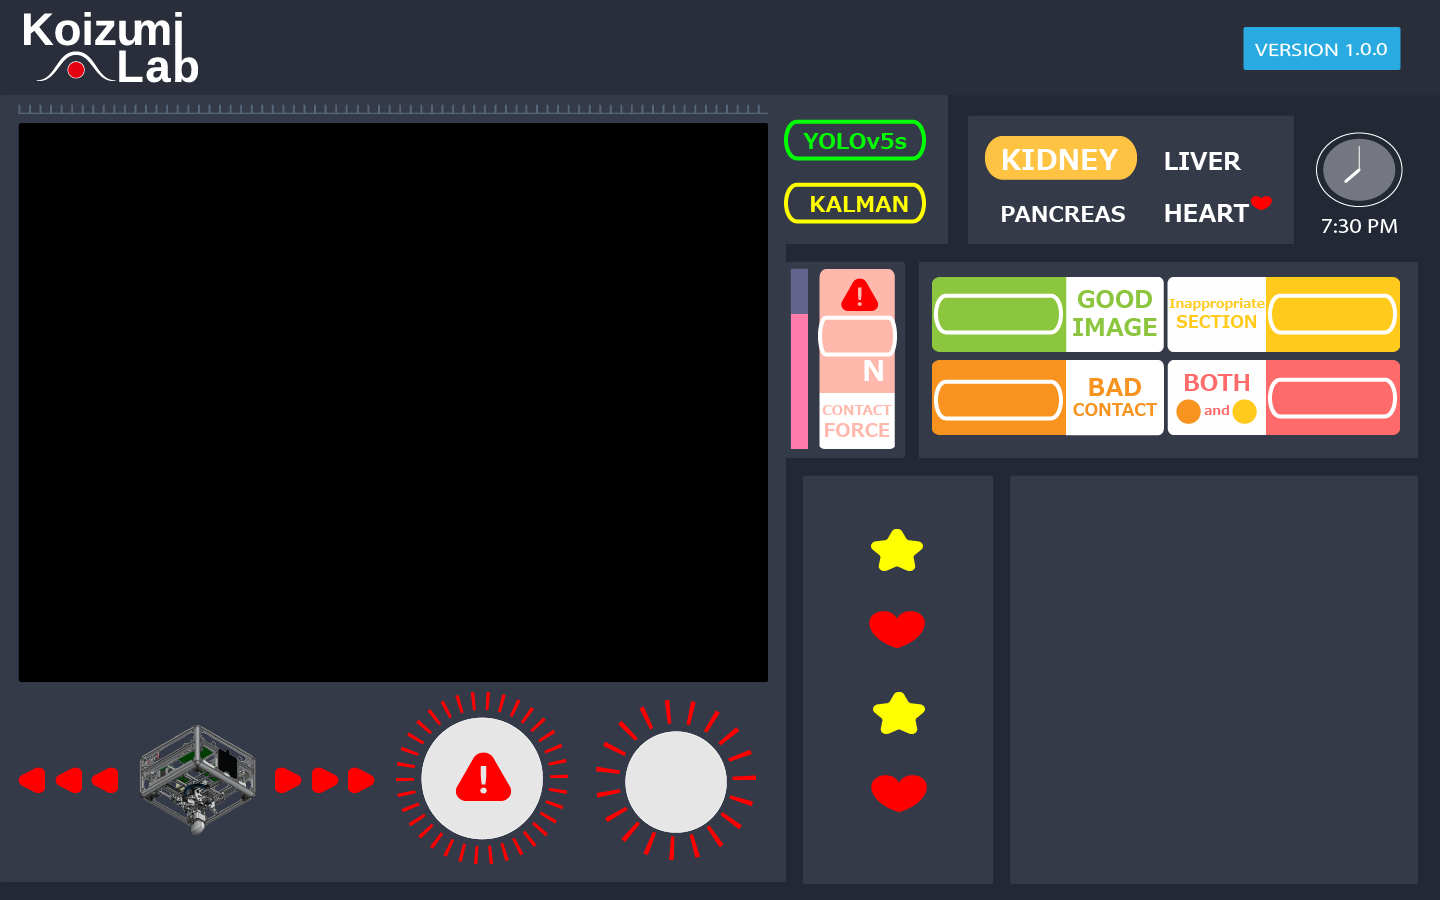 Koizumi
Lab
VERSION 1.0.0
YOLOv5s
KALMAN
KIDNEY
LIVER
PANCREAS
HEART
7:30 PM
!
N
CONTACT
FORCE
GOOD
IMAGE
Inappropriate
SECTION
BAD
CONTACT
BOTH
and
!